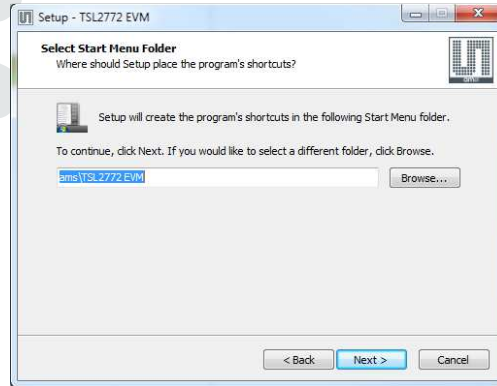 Setup - TSL2772 EVM
Select Start Menu Folder
Where should Setup place the program's shortcuts?
Setup will create the program's shortcuts in the following Start Menu folder.
To continue, click Next. If you would like to select a different folder, click Browse.
ams\TSL2772 EVM
Browse...
< Back
Next >
Cancel